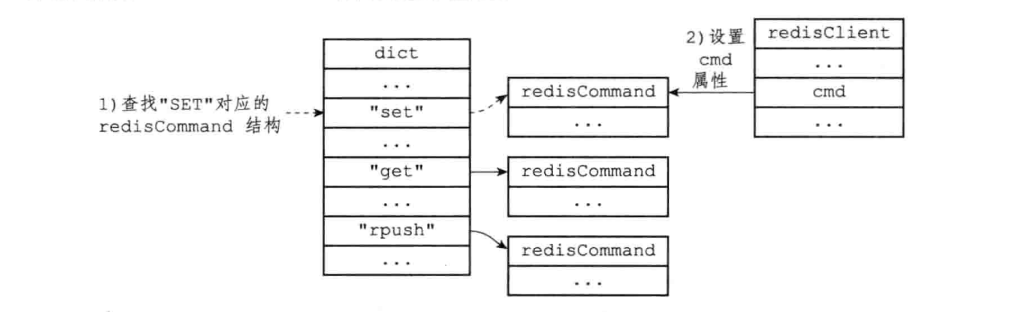 1)查找"SET"对应的
redisCommand 结构
dict
...
"set"
...
"get"
...
"rpush"
...
redisCommand
...
redisCommand
...
redisCommand
...
2)设置
cmd
属性
redisClient
...
cmd
...